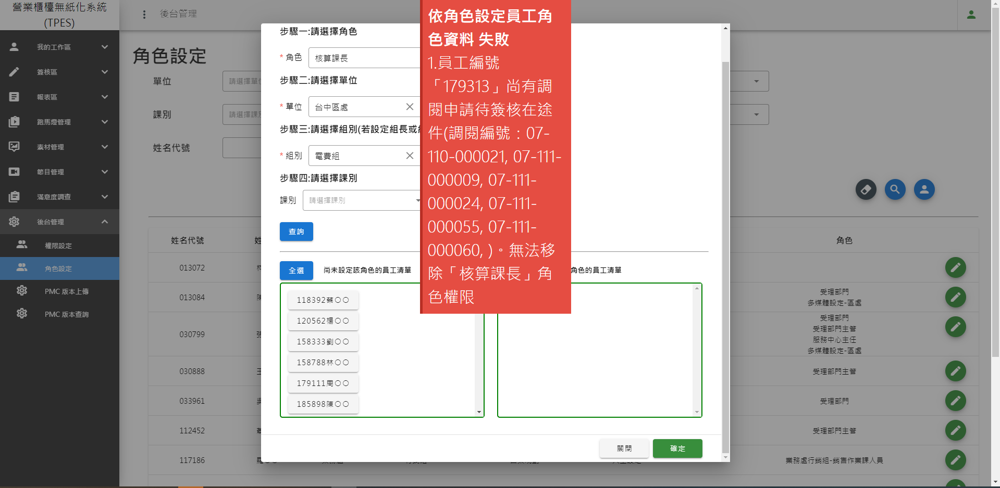 營業櫃檯無紙化系統
(TPES)
後台管理
我的工作區
簽核區
報表區
跑馬燈管理
素材管理
節目管理
滿意度調查
後台管理
權限設定
角色設定
PMC 版本上傳
PMC 版本查詢
角色設定
單位
請選擇單
課別
請選擇課
姓名代號
步驟一:請選擇角色
* 角色 核算課長
步驟二:請選擇單位
* 單位 台中區處
步驟三:請選擇組別(若設定組長或
* 組別 電費組
步驟四:請選擇課別
課別 請選擇課別
查詢
全選 尚未設定該角色的員工清單
角色的員工清單
118392蔡〇〇
120562楊〇〇
158333劉〇〇
158788林〇〇
179111周〇〇
185898陳〇〇
關閉 確定
依角色設定員工角
色資料 失敗
1.員工編號
「179313」尚有調
閱申請待簽核在途
件(調閱編號：07-
110-000021, 07-111-
000009, 07-111-
000024, 07-111-
000055, 07-111-
000060, )。無法移
除「核算課長」角
色權限
姓名代號 姓 角色
013072
013084 陳 受理部門
多媒體設定-區處
030799 張 受理部門
受理部門主管
服務中心主任
多媒體設定-區處
030888 王 受理部門主管
033961 吳 受理部門
112452 受理部門主管
117186 羅〇〇 業務處行銷組-銷售作業課人員